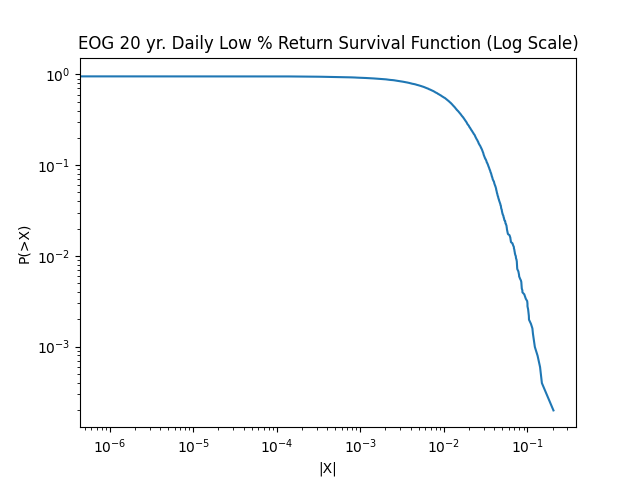 EOG 20 yr. Daily Low % Return Survival Function (Log Scale)
10⁰
10⁻¹
10⁻²
10⁻³
P(>X)
10⁻⁶ 10⁻⁵ 10⁻⁴ 10⁻³ 10⁻² 10⁻¹
|X|